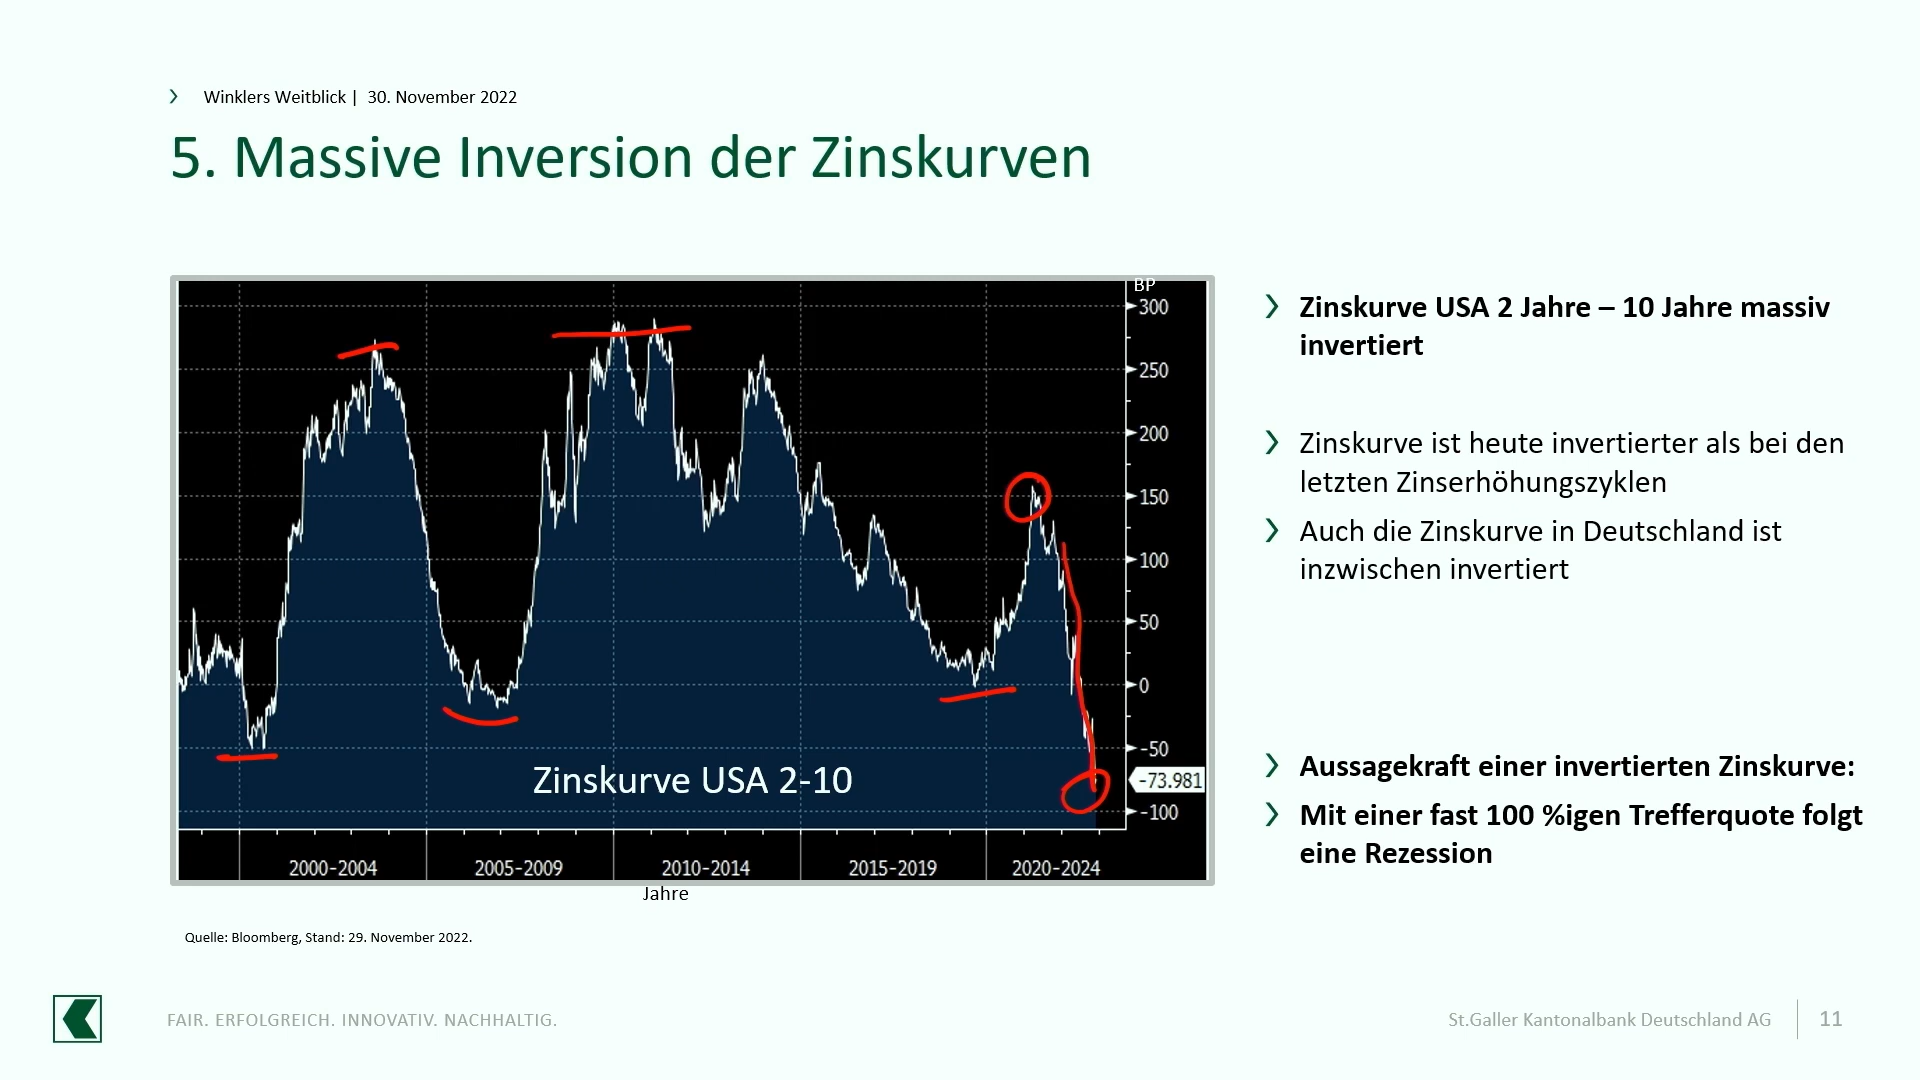 Winklers Weitblick | 30. November 2022
5. Massive Inversion der Zinskurven
BP
300
250
200
150
100
50
0
-50
-73.981
-100
Zinskurve USA 2-10
2000-2004 2005-2009 2010-2014 2015-2019 2020-2024
Jahre
Quelle: Bloomberg, Stand: 29. November 2022.
Zinskurve USA 2 Jahre – 10 Jahre massiv
invertiert
Zinskurve ist heute invertierter als bei den
letzten Zinserhöhungszyklen
Auch die Zinskurve in Deutschland ist
inzwischen invertiert
Aussagekraft einer invertierten Zinskurve:
Mit einer fast 100 %igen Trefferquote folgt
eine Rezession
FAIR. ERFOLGREICH. INNOVATIV. NACHHALTIG.
St.Galler Kantonalbank Deutschland AG 11